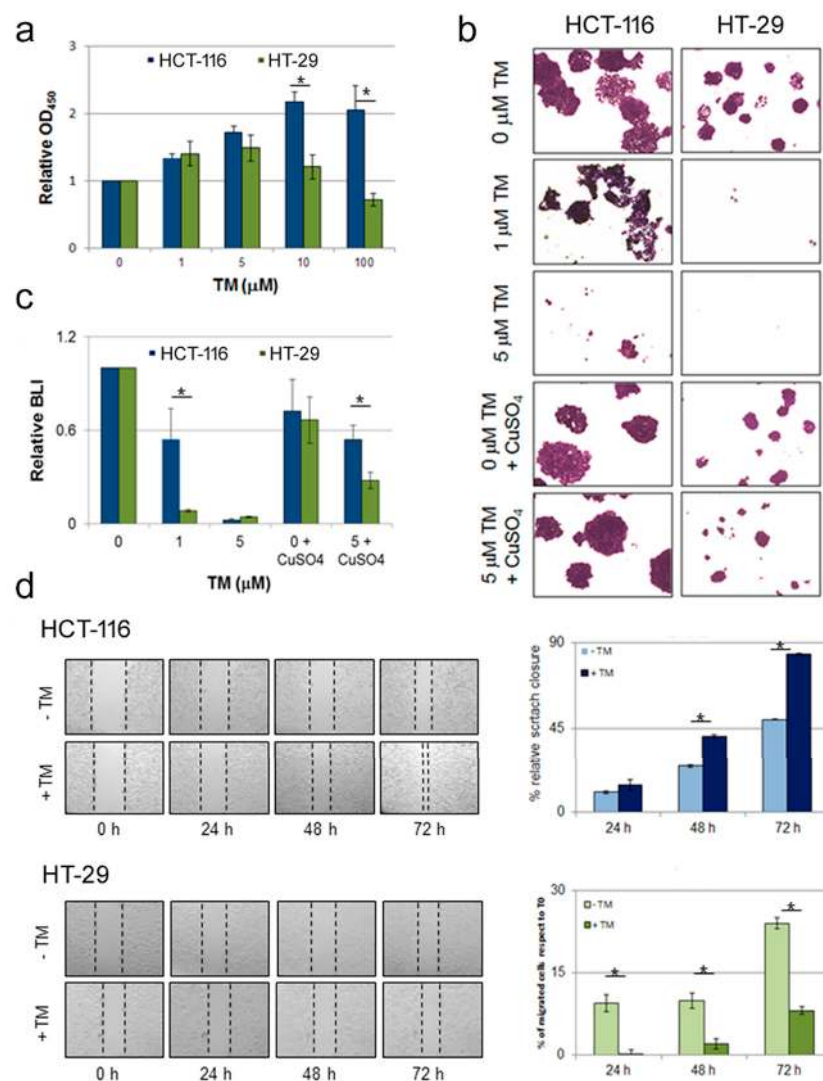 a
HCT-116 HT-29
3
2
1
0
Relative OD450
* *
0 1 5 10 100
TM (µM)
b
HCT-116 HT-29
0 µM TM
1 µM TM
5 µM TM
0 µM TM
+ CuSO4
5 µM TM
+ CuSO4
c
HCT-116 HT-29
1.2
0.6
0
Relative BLI
* *
0 1 5 0 + CuSO4 5 + CuSO4
TM (µM)
d
HCT-116
- TM
+ TM
0 h 24 h 48 h 72 h
90
45
0
% relative scrtach closure
- TM
+ TM
* *
24 h 48 h 72 h
HT-29
- TM
+ TM
0 h 24 h 48 h 72 h
30
15
0
% of migrated cells respect to T0
- TM
+ TM
* * *
24 h 48 h 72 h